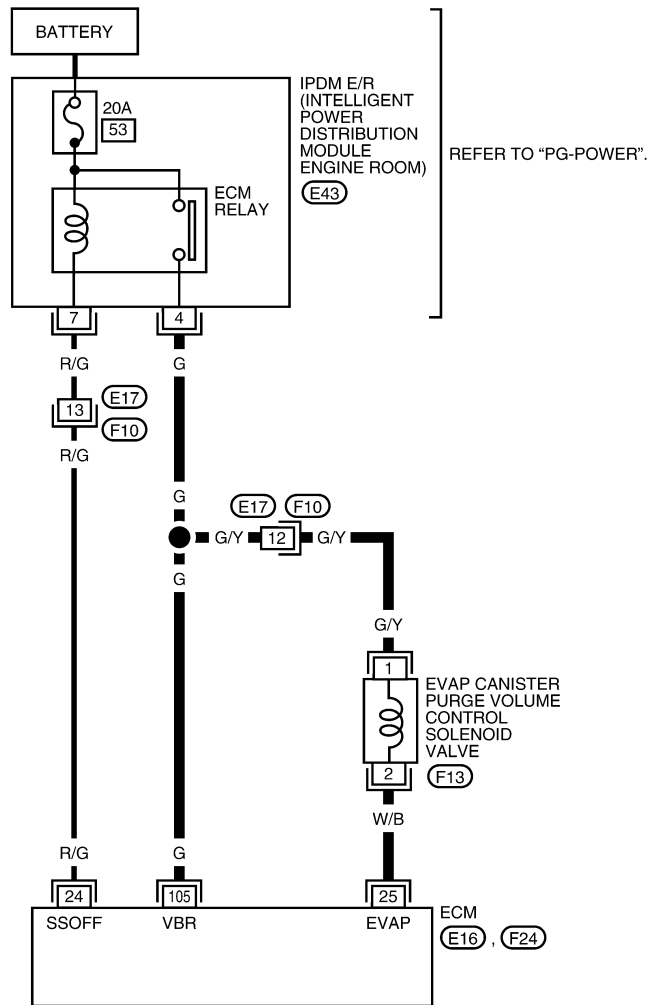 BATTERY
20A
53
IPDM E/R
(INTELLIGENT
POWER
DISTRIBUTION
MODULE
ENGINE ROOM)
E43
REFER TO “PG-POWER”.
ECM
RELAY
7
4
R/G
G
13
E17
F10
R/G
G
E17
F10
G/Y
12
G/Y
G
G/Y
1
EVAP CANISTER
PURGE VOLUME
CONTROL
SOLENOID
VALVE
2
F13
W/B
R/G
G
24
105
25
SSOFF
VBR
EVAP
ECM
E16 , F24